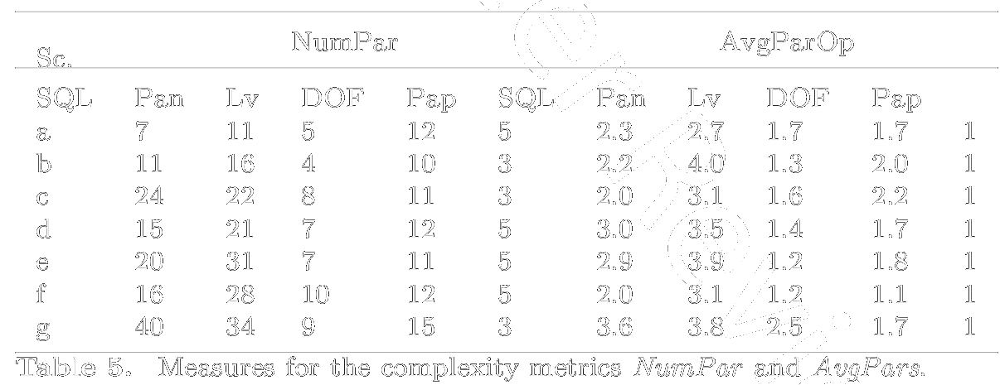 NumPar AvgParOp
Sc.
SQL Pan Lv DOF Pap SQL Pan Lv DOF Pap
a 7 11 5 12 5 2.3 2.7 1.7 1.7 1
b 11 16 4 10 3 2.2 4.0 1.3 2.0 1
c 24 22 8 11 3 2.0 3.1 1.6 2.2 1
d 15 21 7 12 5 3.0 3.5 1.4 1.7 1
e 20 31 7 11 5 2.9 3.9 1.2 1.8 1
f 16 28 10 12 5 2.0 3.1 1.2 1.1 1
g 40 34 9 15 3 3.6 3.8 2.5 1.7 1
Table 5. Measures for the complexity metrics NumPar and AvgPars.